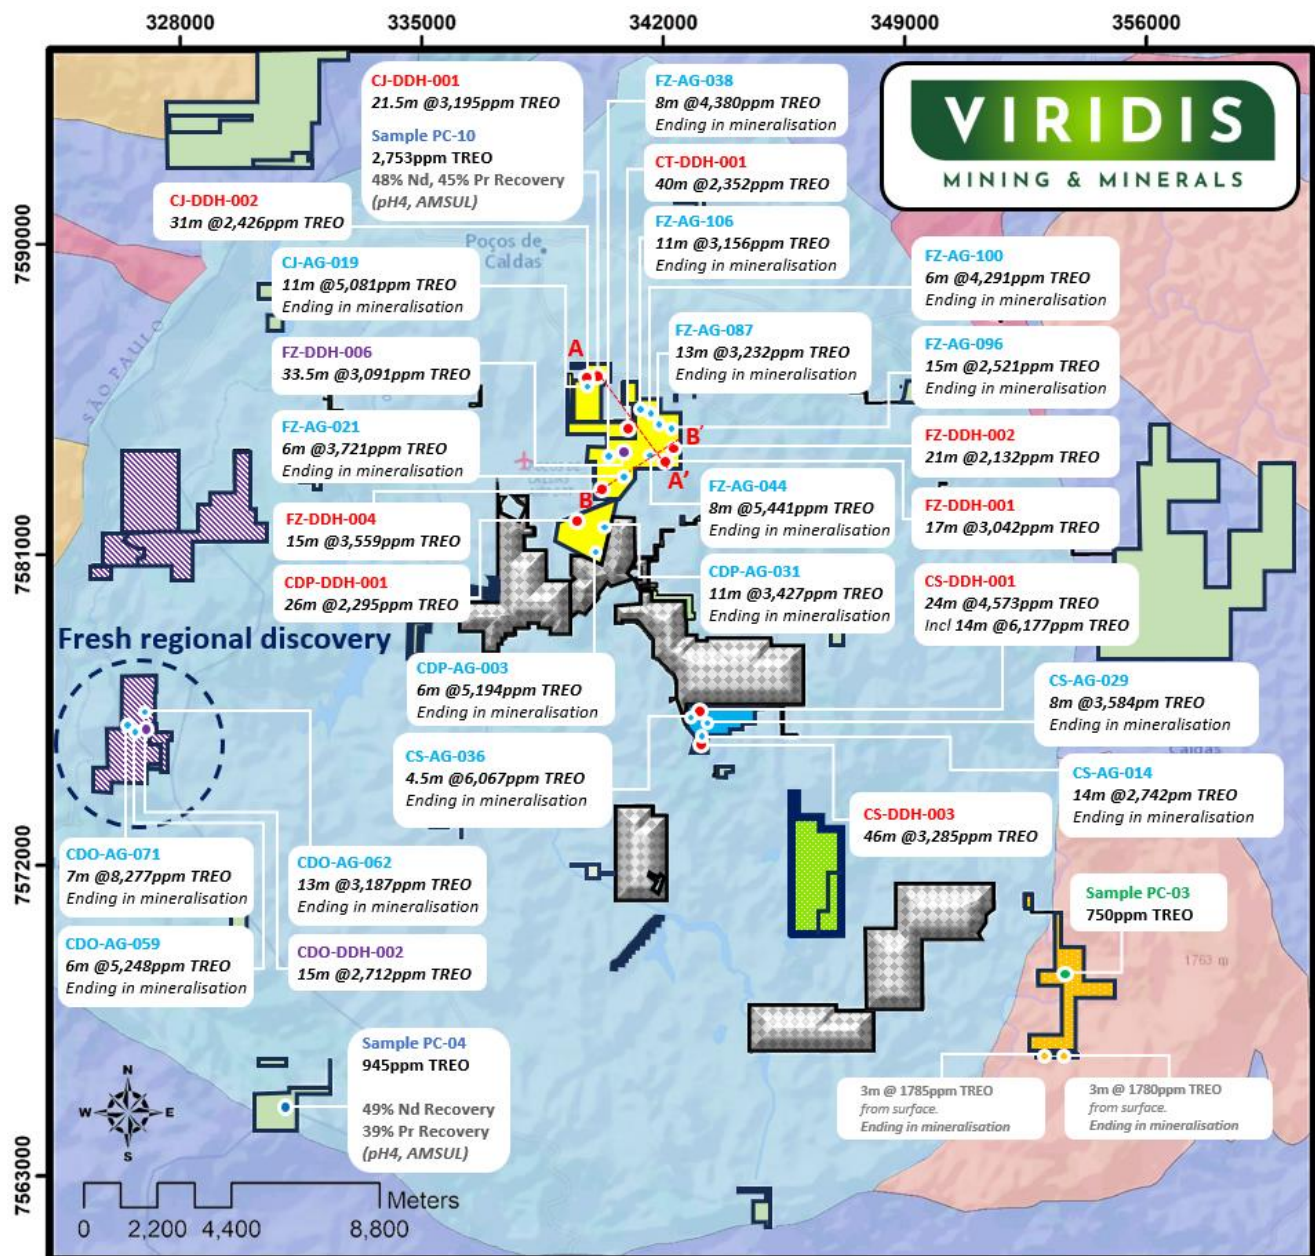 328000
335000
342000
349000
356000
7590000
7581000
7572000
7563000
VIRIDIS
MINING & MINERALS
CJ-DDH-001
21.5m @3,195ppm TREO
Sample PC-10
2,753ppm TREO
48% Nd, 45% Pr Recovery
(pH4, AMSUL)
FZ-AG-038
8m @4,380ppm TREO
Ending in mineralisation
CT-DDH-001
40m @2,352ppm TREO
CJ-DDH-002
31m @2,426ppm TREO
FZ-AG-106
11m @3,156ppm TREO
Ending in mineralisation
Poços de
Caldas
CJ-AG-019
11m @5,081ppm TREO
Ending in mineralisation
FZ-AG-100
6m @4,291ppm TREO
Ending in mineralisation
FZ-AG-087
13m @3,232ppm TREO
Ending in mineralisation
FZ-DDH-006
33.5m @3,091ppm TREO
FZ-AG-096
15m @2,521ppm TREO
Ending in mineralisation
SÃO PAULO
A
B'
A'
B
FZ-AG-021
6m @3,721ppm TREO
Ending in mineralisation
FZ-DDH-002
21m @2,132ppm TREO
FZ-AG-044
8m @5,441ppm TREO
Ending in mineralisation
FZ-DDH-001
17m @3,042ppm TREO
FZ-DDH-004
15m @3,559ppm TREO
CDP-DDH-001
26m @2,295ppm TREO
CDP-AG-031
11m @3,427ppm TREO
Ending in mineralisation
CS-DDH-001
24m @4,573ppm TREO
Incl 14m @6,177ppm TREO
Fresh regional discovery
CDP-AG-003
6m @5,194ppm TREO
Ending in mineralisation
CS-AG-029
8m @3,584ppm TREO
Ending in mineralisation
Caldas
CS-AG-036
4.5m @6,067ppm TREO
Ending in mineralisation
CS-AG-014
14m @2,742pm TREO
Ending in mineralisation
CS-DDH-003
46m @3,285ppm TREO
CDO-AG-071
7m @8,277ppm TREO
Ending in mineralisation
CDO-AG-062
13m @3,187ppm TREO
Ending in mineralisation
Sample PC-03
750ppm TREO
CDO-AG-059
6m @5,248ppm TREO
Ending in mineralisation
CDO-DDH-002
15m @2,712ppm TREO
1763 m
Sample PC-04
945ppm TREO
49% Nd Recovery
39% Pr Recovery
(pH4, AMSUL)
3m @ 1785ppm TREO
from surface.
Ending in mineralisation
3m @ 1780ppm TREO
from surface.
Ending in mineralisation
N
W E
S
Meters
0 2,200 4,400 8,800